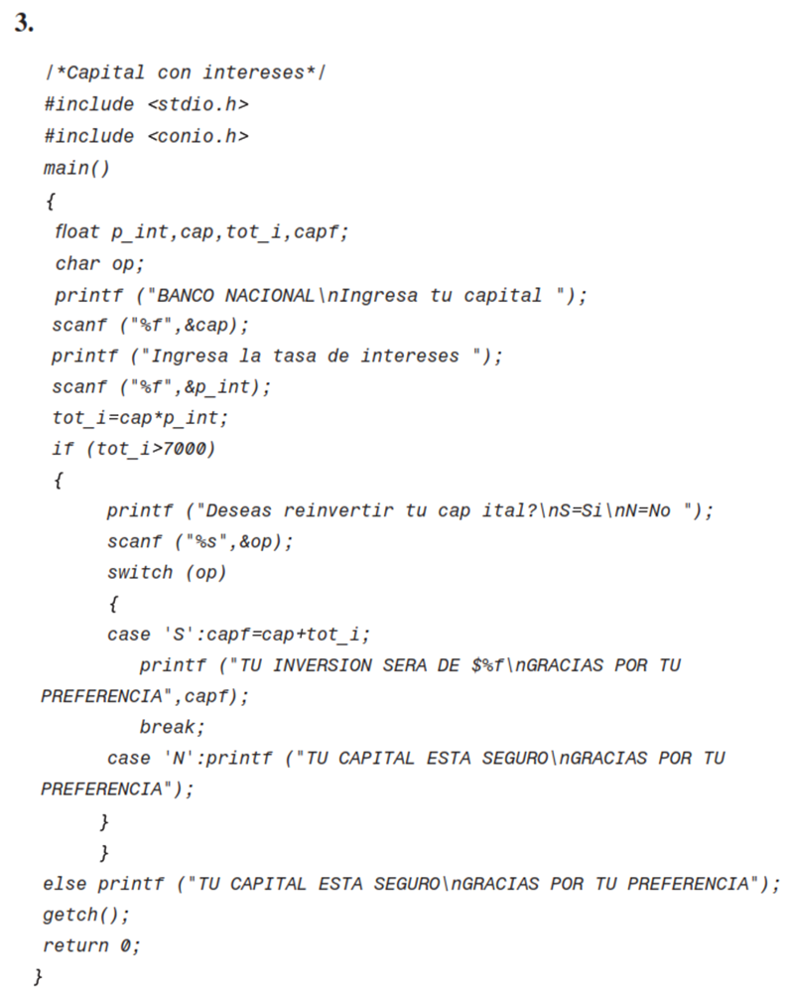 3.
/*Capital con intereses*/
#include <stdio.h>
#include <conio.h>
main()
{
float p_int,cap,tot_i,capf;
char op;
printf ("BANCO NACIONAL\nIngresa tu capital ");
scanf ("%f",&cap);
printf ("Ingresa la tasa de intereses ");
scanf ("%f",&p_int);
tot_i=cap*p_int;
if (tot_i>7000)
{
printf ("Deseas reinvertir tu cap ital?\nS=Si\nN=No ");
scanf ("%s",&op);
switch (op)
{
case 'S':capf=cap+tot_i;
printf ("TU INVERSION SERA DE $%f\nGRACIAS POR TU
PREFERENCIA",capf);
break;
case 'N':printf ("TU CAPITAL ESTA SEGURO\nGRACIAS POR TU
PREFERENCIA");
}
}
else printf ("TU CAPITAL ESTA SEGURO\nGRACIAS POR TU PREFERENCIA");
getch();
return 0;
}